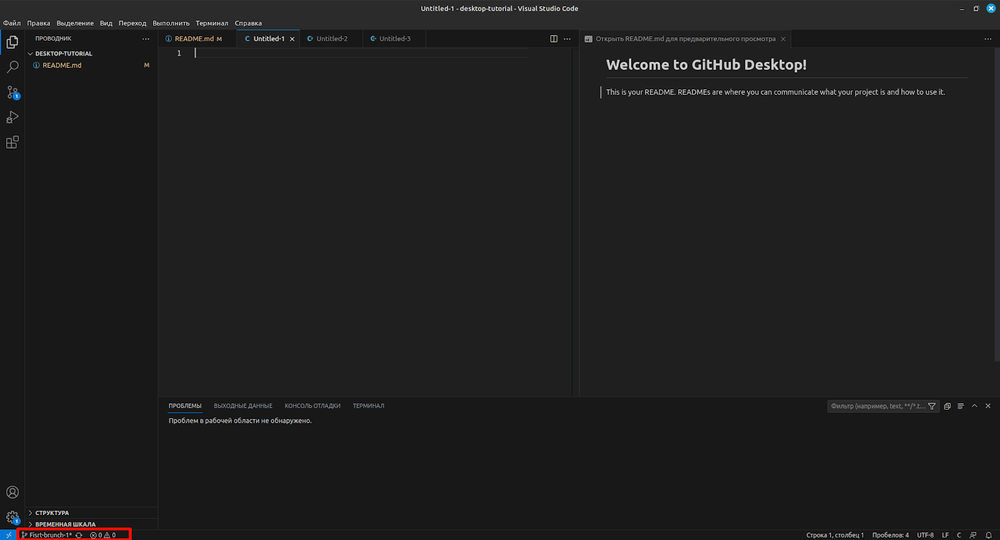 Untitled-1 - desktop-tutorial - Visual Studio Code
Файл Правка Выделение Вид Переход Выполнить Терминал Справка
ПРОВОДНИК
README.md M
Untitled-1
Untitled-2
Untitled-3
Открыть README.md для предварительного просмотра
DESKTOP-TUTORIAL
README.md M
1
Welcome to GitHub Desktop!
This is your README. READMEs are where you can communicate what your project is and how to use it.
1
ПРОБЛЕМЫ ВЫХОДНЫЕ ДАННЫЕ КОНСОЛЬ ОТЛАДКИ ТЕРМИНАЛ
Фильтр (например, text, **/*.t...
Проблем в рабочей области не обнаружено.
СТРУКТУРА
1
ВРЕМЕННАЯ ШКАЛА
Fisrt-brunch-1* 0 0
Строка 1, столбец 1 Пробелов: 4 UTF-8 LF C